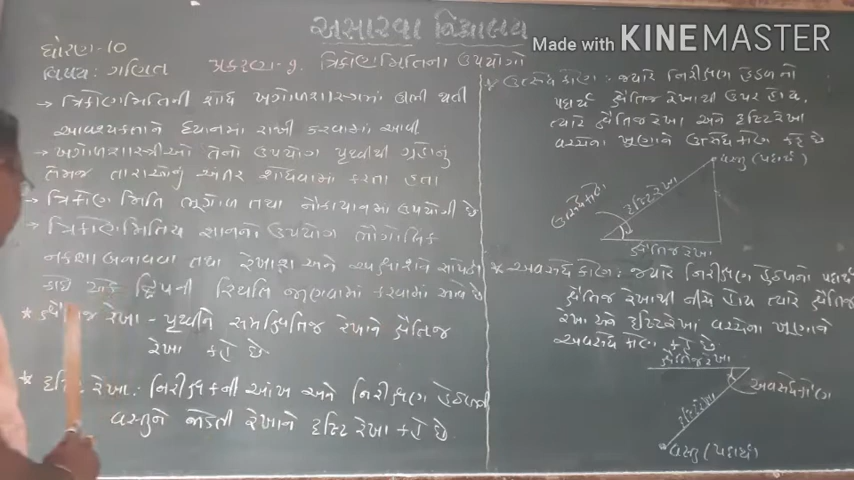 અસારવા વિદ્યાલય
Made with KINEMASTER
ધોરણ-10
વિષય: ગણિત પ્રકરણ-9. ત્રિકોણમિતિના ઉપયોગો
→ ત્રિકોણમિતિની શોધ ખગોળશાસ્ત્રમાં ઊભી થતી
આવશ્યકતાને ધ્યાનમાં રાખી કરવામાં આવી
→ ખગોળશાસ્ત્રીઓ તેનો ઉપયોગ પૃથ્વીથી ગ્રહોનું
તેમજ તારાઓનું અંતર શોધવામાં કરતા હતા
→ ત્રિકોણ મિતિ ભૂગોળ તથા નૌકાયાનમાં ઉપયોગી છે
→ ત્રિકોણમિતિય જ્ઞાનનો ઉપયોગ ભૌગોલિક
નકશા બનાવવા તથા રેખાંશ અને અક્ષાંશને સાપેક્ષ
કોઈ એક દ્વિપની સ્થિતિ જાણવામાં કરવામાં આવે છે
* રેખા - પૃથ્વીને સમક્ષિતિજ રેખાને ક્ષૈતિજ
રેખા કહે છે
* દૃષ્ટિ રેખા: નિરીક્ષકની આંખ અને નિરીક્ષણ હેઠળની
વસ્તુને જોડતી રેખાને દૃષ્ટિ રેખા કહે છે
* ઉત્સેધકોણ: જ્યારે નિરીક્ષણ હેઠળનો
પદાર્થ ક્ષૈતિજ રેખાથી ઉપર હોય,
ત્યારે ક્ષૈતિજ રેખા અને દૃષ્ટિરેખા
વચ્ચેના ખૂણાને ઉત્સેધકોણ કહે છે
વસ્તુ (પદાર્થ)
દૃષ્ટિરેખા
ઉત્સેધકોણ
ક્ષૈતિજ રેખા
* અવસેધકોણ: જ્યારે નિરીક્ષણ હેઠળનો પદાર્થ
ક્ષૈતિજ રેખાથી નીચે હોય ત્યારે ક્ષૈતિજ
રેખા અને દૃષ્ટિરેખા વચ્ચેના ખૂણાને
અવસેધ કોણ કહે છે.
ક્ષૈતિજ રેખા
અવસેધકોણ
દૃષ્ટિરેખા
વસ્તુ (પદાર્થ)